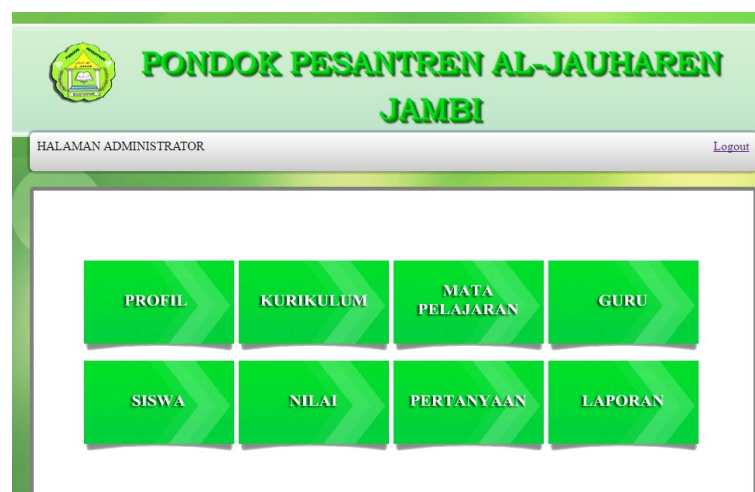 PONDOK PESANTREN AL-JAUHAREN
JAMBI
HALAMAN ADMINISTRATOR
Logout
PROFIL
KURIKULUM
MATA
PELAJARAN
GURU
SISWA
NILAI
PERTANYAAN
LAPORAN